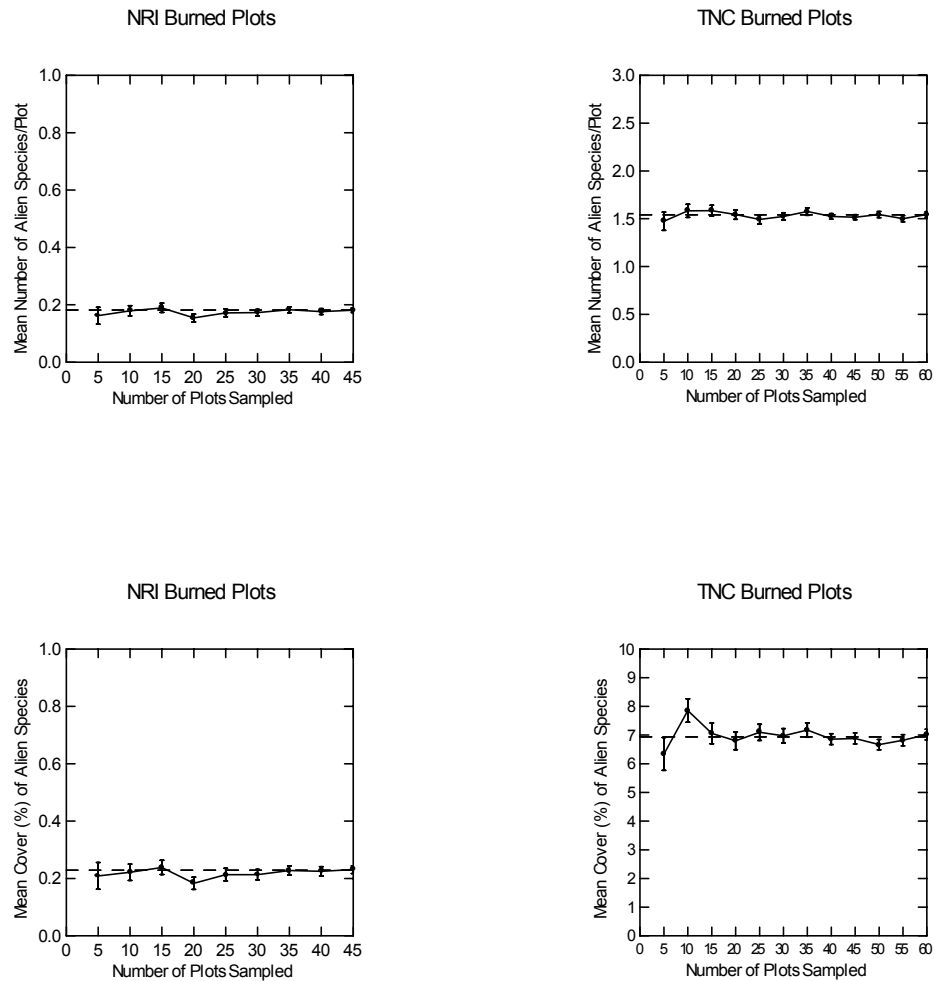 NRI Burned Plots
TNC Burned Plots
Mean Number of Alien Species/Plot
1.0
0.8
0.6
0.4
0.2
0.0
0 5 10 15 20 25 30 35 40 45
Number of Plots Sampled
Mean Number of Alien Species/Plot
3.0
2.5
2.0
1.5
1.0
0.5
0.0
0 5 10 15 20 25 30 35 40 45 50 55 60
Number of Plots Sampled
NRI Burned Plots
TNC Burned Plots
Mean Cover (%) of Alien Species
1.0
0.8
0.6
0.4
0.2
0.0
0 5 10 15 20 25 30 35 40 45
Number of Plots Sampled
Mean Cover (%) of Alien Species
10
9
8
7
6
5
4
3
2
1
0
0 5 10 15 20 25 30 35 40 45 50 55 60
Number of Plots Sampled